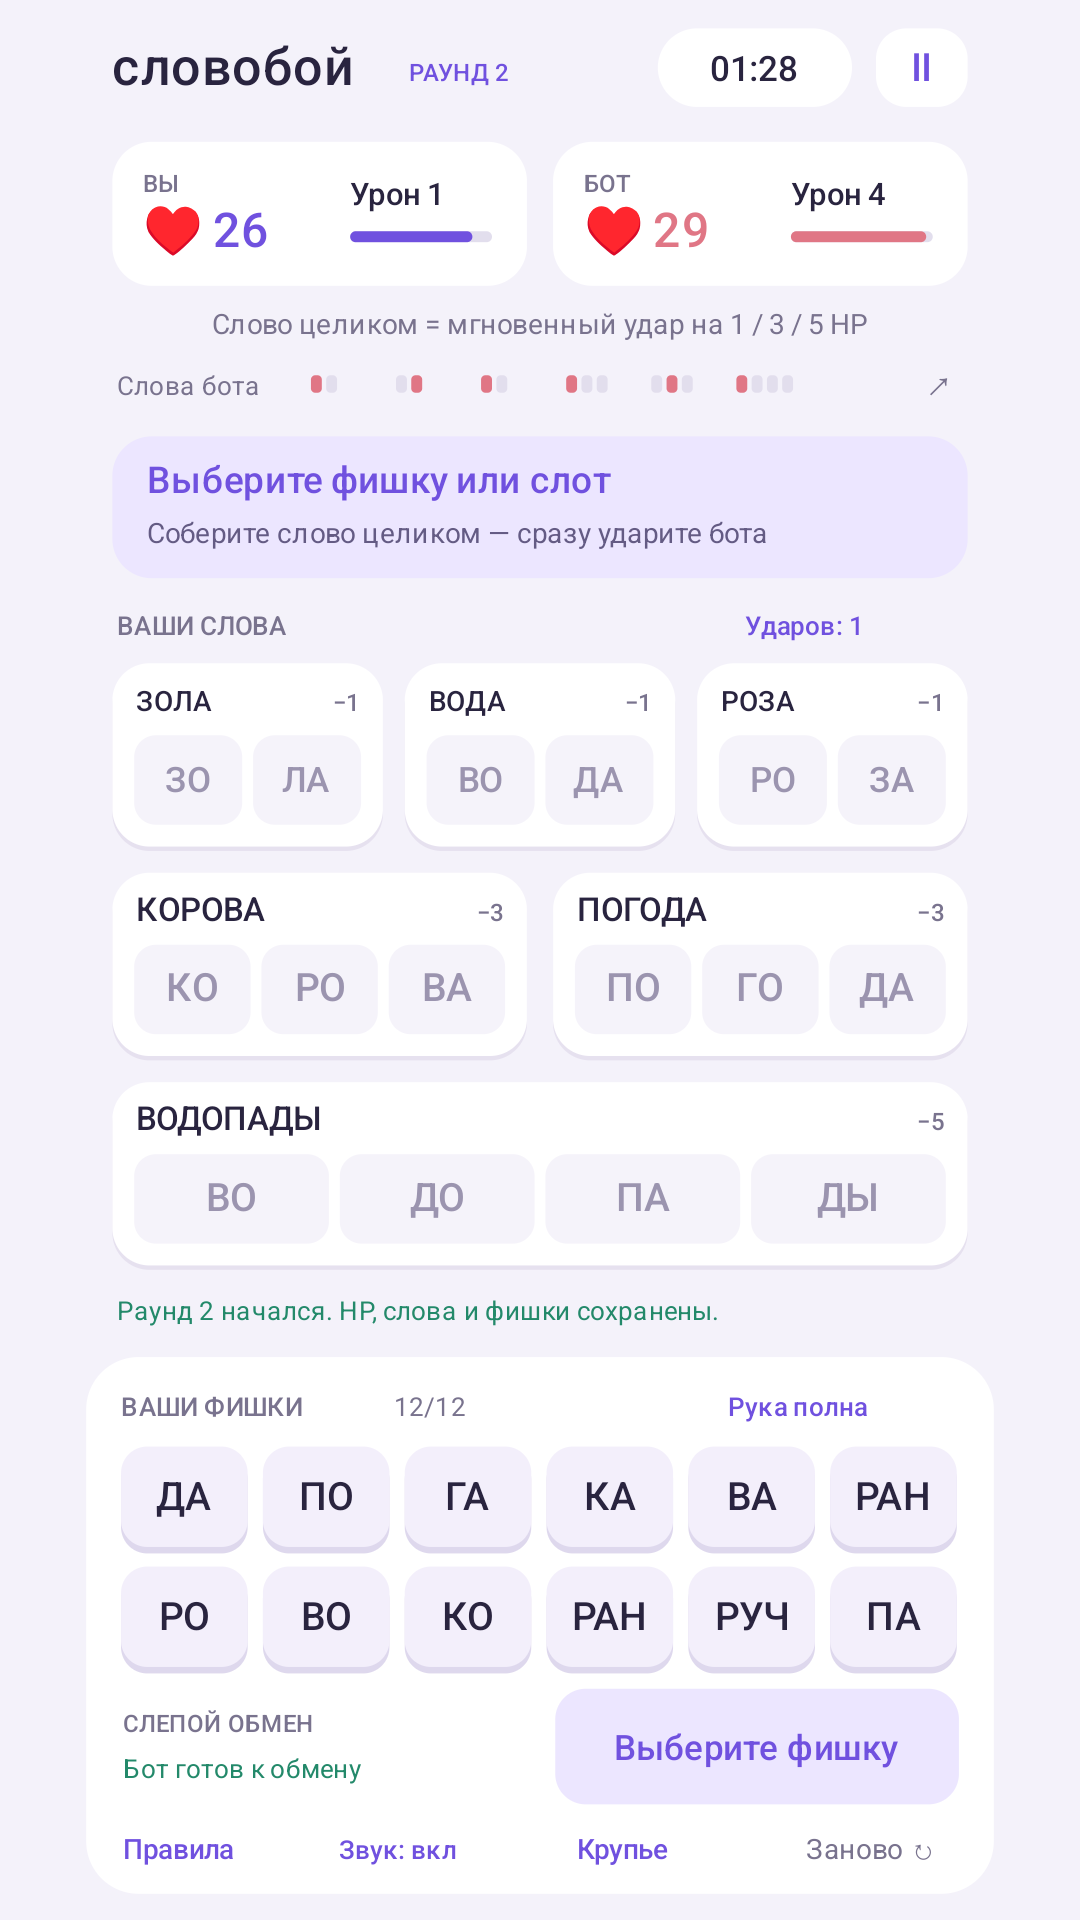 словобой РАУНД 2 01:28
ВЫ Урон 1 БОТ Урон 4
26 29
Слово целиком = мгновенный удар на 1 / 3 / 5 HP
Слова бота ↗
Выберите фишку или слот
Соберите слово целиком — сразу ударите бота
ВАШИ СЛОВА Ударов: 1
ЗОЛА −1 ВОДА −1 РОЗА −1
ЗО ЛА ВО ДА РО ЗА
КОРОВА −3 ПОГОДА −3
КО РО ВА ПО ГО ДА
ВОДОПАДЫ −5
ВО ДО ПА ДЫ
Раунд 2 начался. HP, слова и фишки сохранены.
ВАШИ ФИШКИ 12/12 Рука полна
ДА ПО ГА КА ВА РАН
РО ВО КО РАН РУЧ ПА
СЛЕПОЙ ОБМЕН
Бот готов к обмену
Выберите фишку
Правила Звук: вкл Крупье Заново ↻